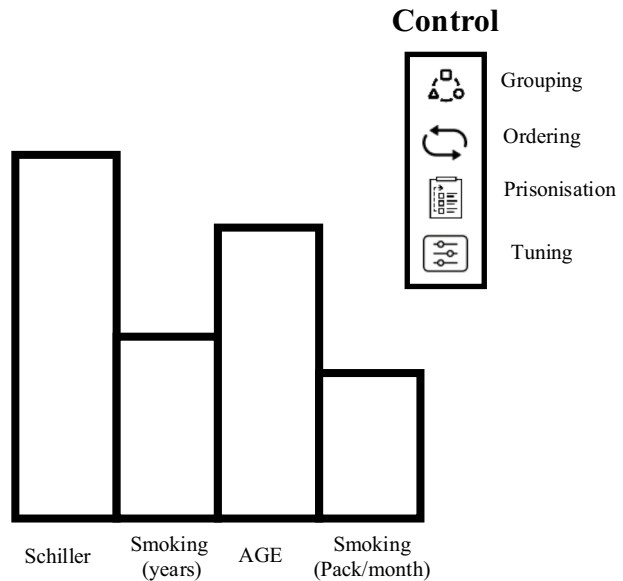 Control
Grouping
Ordering
Prisonisation
Tuning
Schiller
Smoking
(years)
AGE
Smoking
(Pack/month)